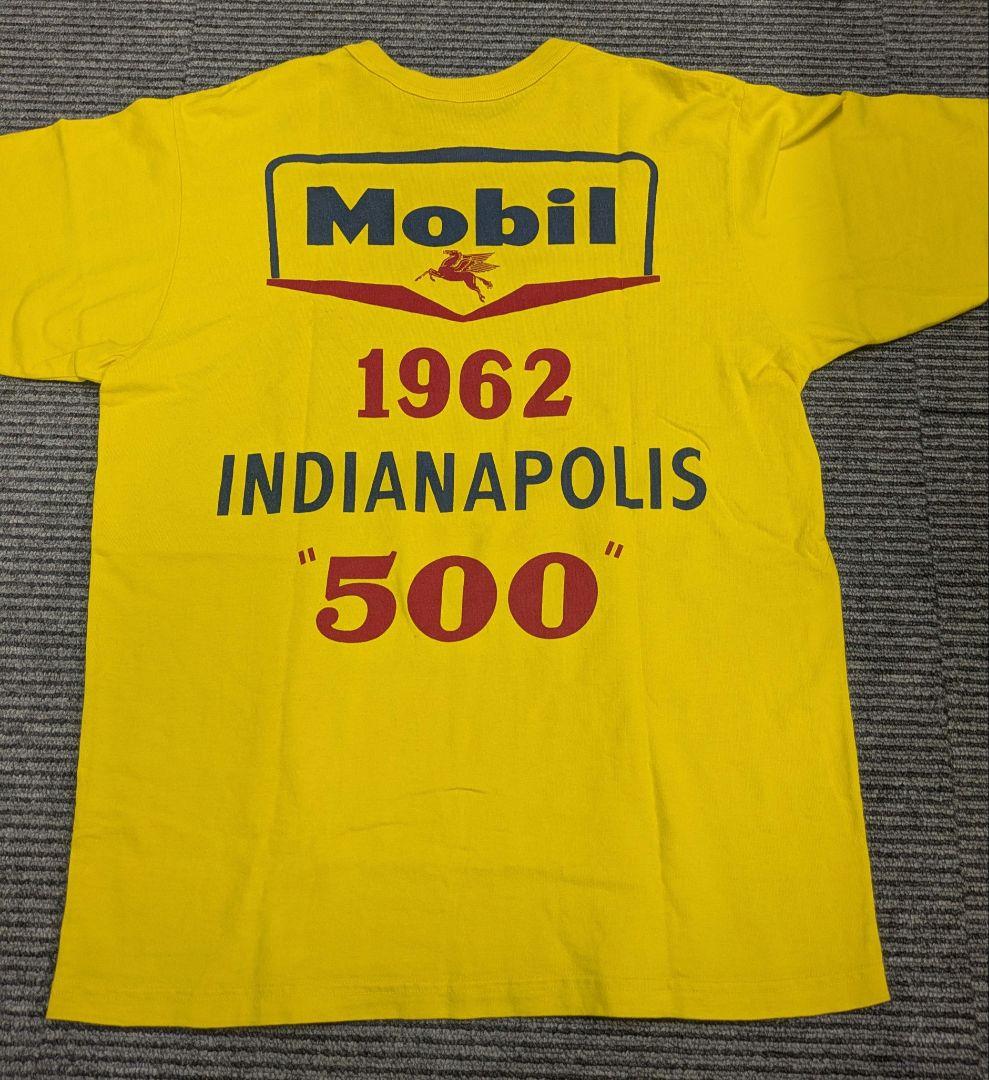 Mobil
1962
INDIANAPOLIS
"500"